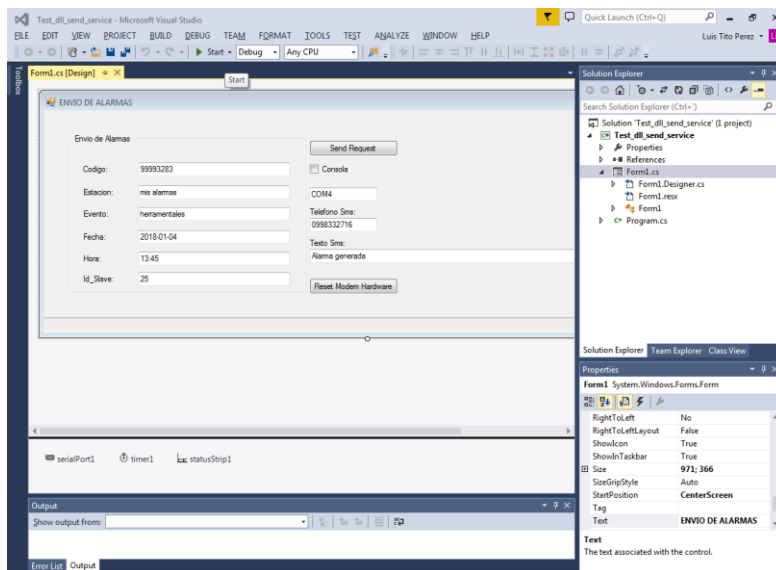 Test_dll_send_service - Microsoft Visual Studio
Quick Launch (Ctrl+Q)
FILE EDIT VIEW PROJECT BUILD DEBUG TEAM FORMAT TOOLS TEST ANALYZE WINDOW HELP
Luis Tito Perez
Start Debug Any CPU
Toolbox
Form1.cs [Design]
Start
ENVIO DE ALARMAS
Envio de Alarmas
Send Request
Codigo: 99993283
Consola
Estacion: mis alarmas
COM4
Evento: herramentales
Telefono Sms:
0998332716
Fecha: 2018-01-04
Texto Sms:
Hora: 13:45
Alarma generada
Id_Slave: 25
Reset Modem Hardware
serialPort1 timer1 statusStrip1
Output
Show output from:
Error List Output
Solution Explorer
Search Solution Explorer (Ctrl+')
Solution 'Test_dll_send_service' (1 project)
Test_dll_send_service
Properties
References
Form1.cs
Form1.Designer.cs
Form1.resx
Form1
Program.cs
Solution Explorer Team Explorer Class View
Properties
Form1 System.Windows.Forms.Form
RightToLeft No
RightToLeftLayout False
ShowIcon True
ShowInTaskbar True
Size 971; 366
SizeGripStyle Auto
StartPosition CenterScreen
Tag
Text ENVIO DE ALARMAS
Text
The text associated with the control.